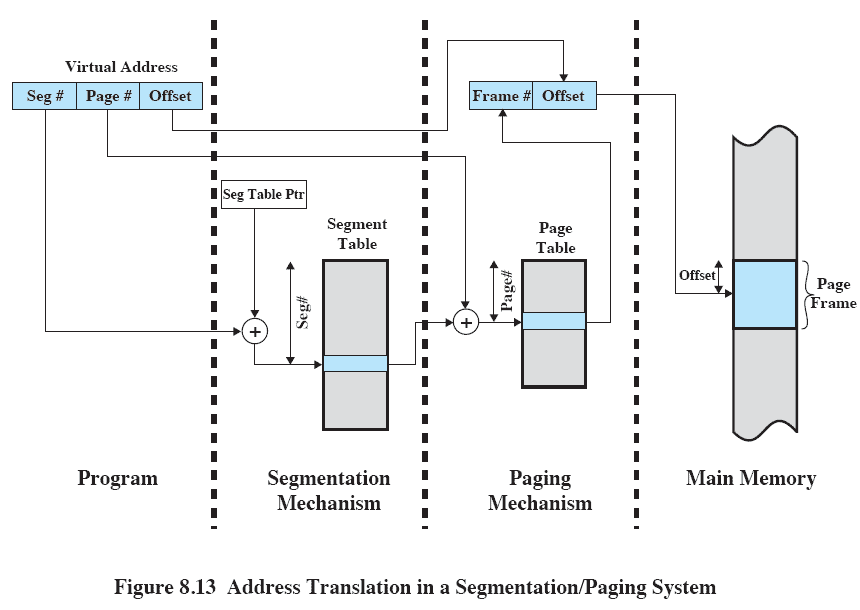 Virtual Address
Seg # Page # Offset
Frame # Offset
Seg Table Ptr
Segment
Table
Seg#
Page
Table
Page#
Offset
Page
Frame
+
+
Program
Segmentation
Mechanism
Paging
Mechanism
Main Memory
Figure 8.13 Address Translation in a Segmentation/Paging System